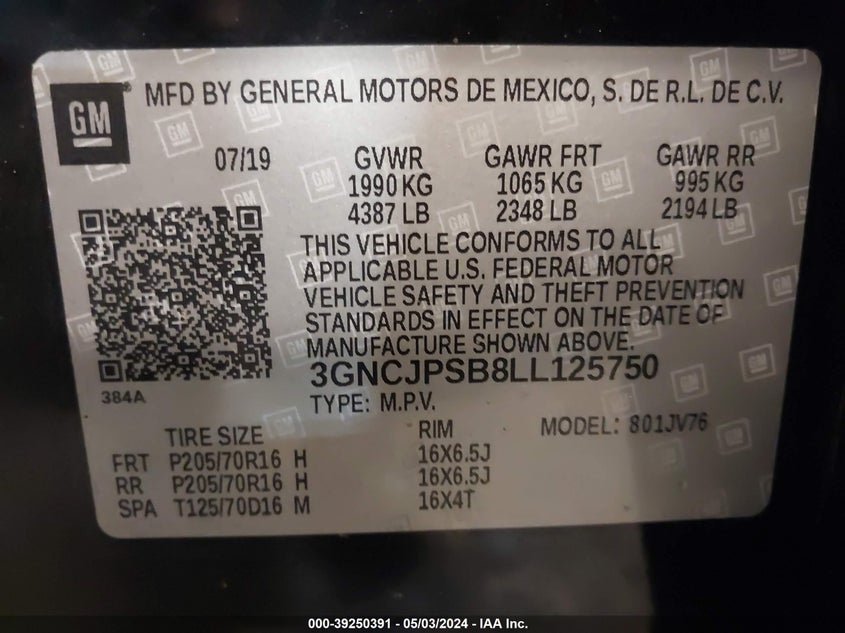 GM
MFD BY GENERAL MOTORS DE MEXICO, S. DE R.L. DE C.V.
07/19 GVWR GAWR FRT GAWR RR
1990 KG 1065 KG 995 KG
4387 LB 2348 LB 2194 LB
THIS VEHICLE CONFORMS TO ALL
APPLICABLE U.S. FEDERAL MOTOR
VEHICLE SAFETY AND THEFT PREVENTION
STANDARDS IN EFFECT ON THE DATE OF
MANUFACTURE SHOWN ABOVE.
3GNCJPSB8LL125750
384A
TYPE: M.P.V.
TIRE SIZE RIM MODEL: 801JV76
FRT P205/70R16 H 16X6.5J
RR P205/70R16 H 16X6.5J
SPA T125/70D16 M 16X4T
000-39250391 - 05/03/2024 - IAA Inc.